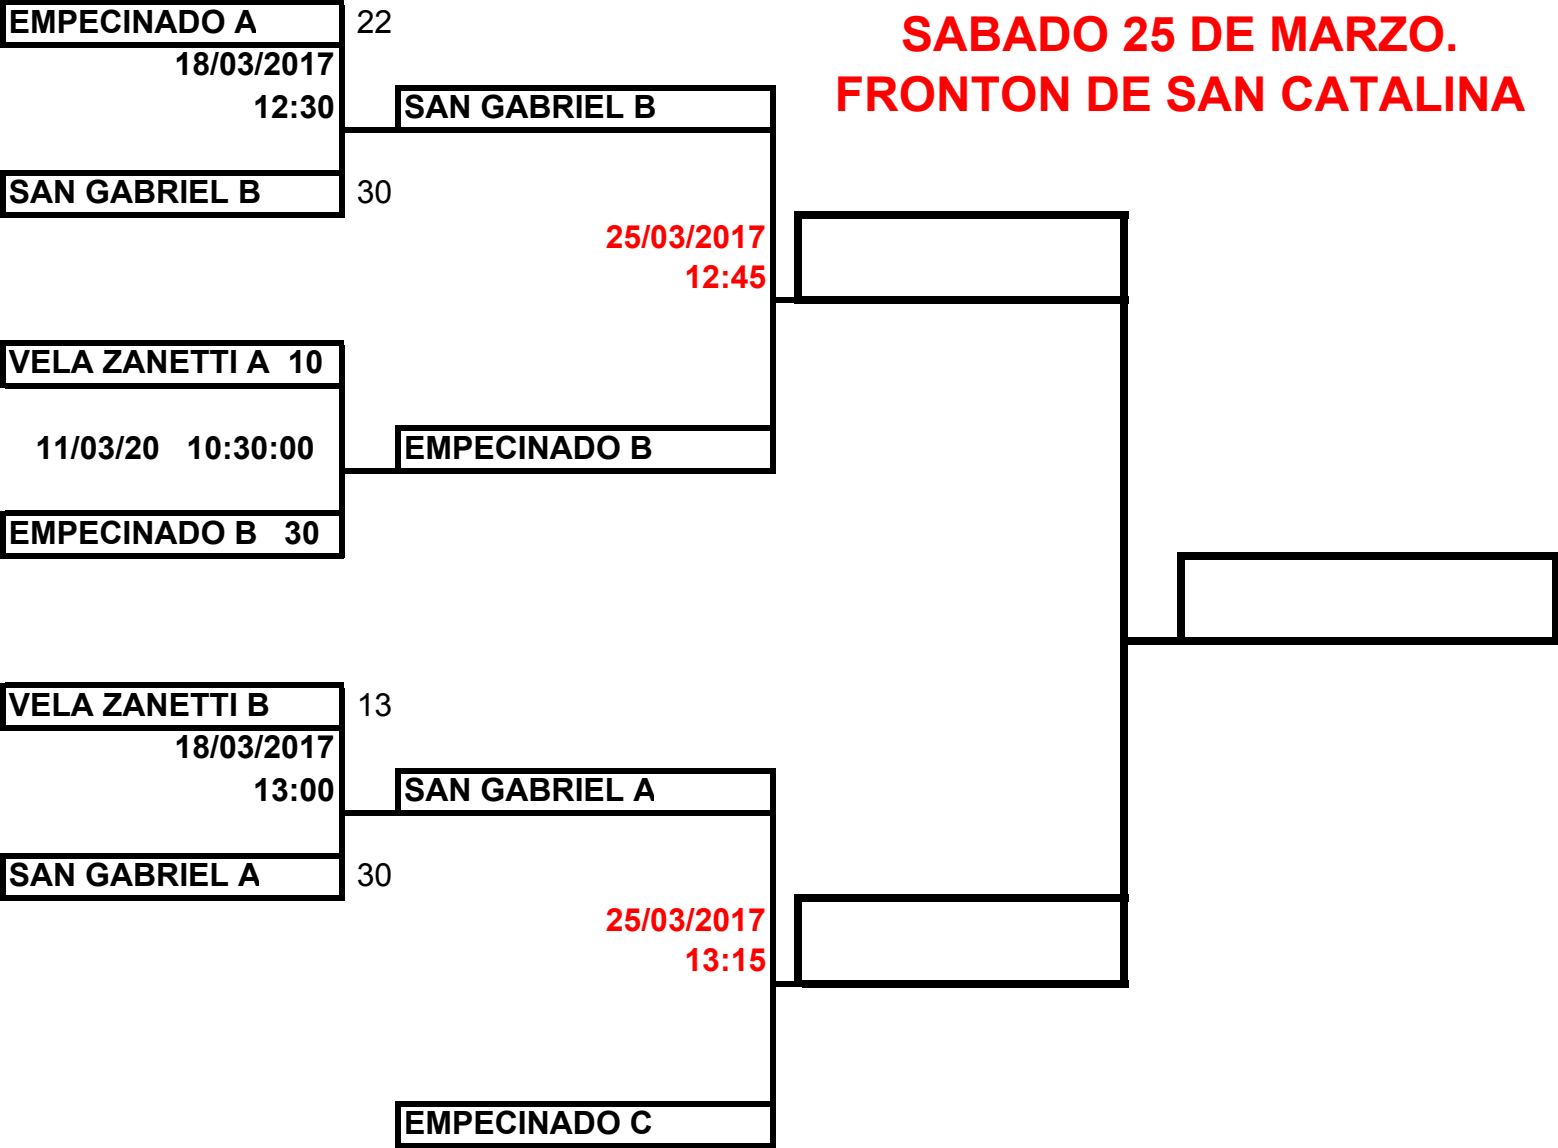 EMPECINADO A 22
SABADO 25 DE MARZO.
18/03/2017
FRONTON DE SAN CATALINA
12:30
SAN GABRIEL B
SAN GABRIEL B 30
25/03/2017
12:45
VELA ZANETTI A 10
11/03/20 10:30:00
EMPECINADO B
EMPECINADO B 30
VELA ZANETTI B 13
18/03/2017
13:00
SAN GABRIEL A
SAN GABRIEL A 30
25/03/2017
13:15
EMPECINADO C